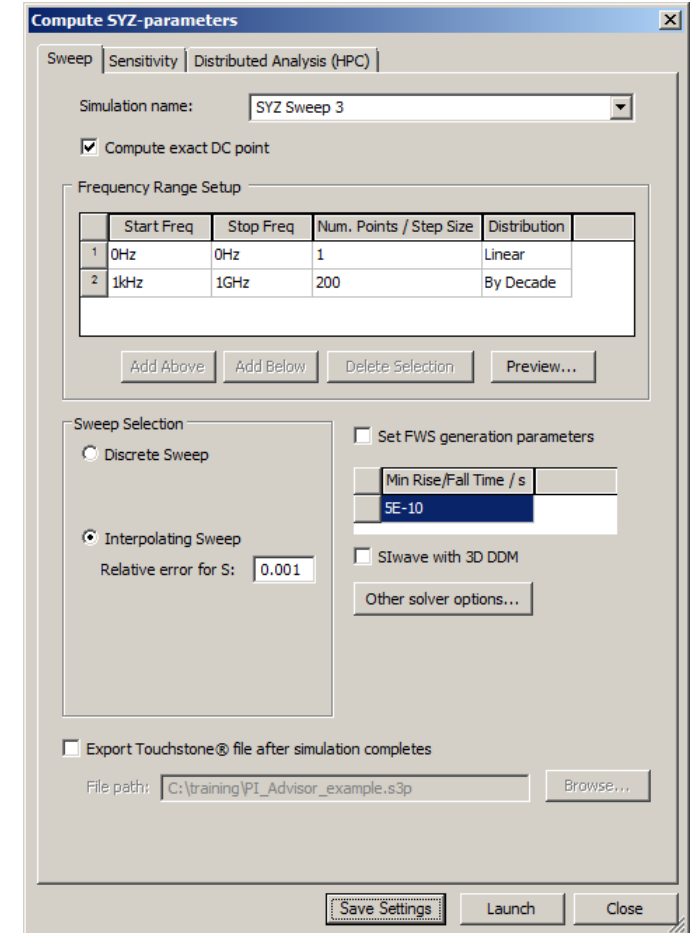 Compute SYZ-parameters
Sweep Sensitivity Distributed Analysis (HPC)
Simulation name: SYZ Sweep 3
Compute exact DC point
Frequency Range Setup
Start Freq Stop Freq Num. Points / Step Size Distribution
1 0Hz 0Hz 1 Linear
2 1kHz 1GHz 200 By Decade
Add Above Add Below Delete Selection Preview...
Sweep Selection
Discrete Sweep
Interpolating Sweep
Relative error for S: 0.001
Set FWS generation parameters
Min Rise/Fall Time / s
5E-10
SIwave with 3D DDM
Other solver options...
Export Touchstone® file after simulation completes
File path: C:\training\PI_Advisor_example.s3p Browse...
Save Settings Launch Close